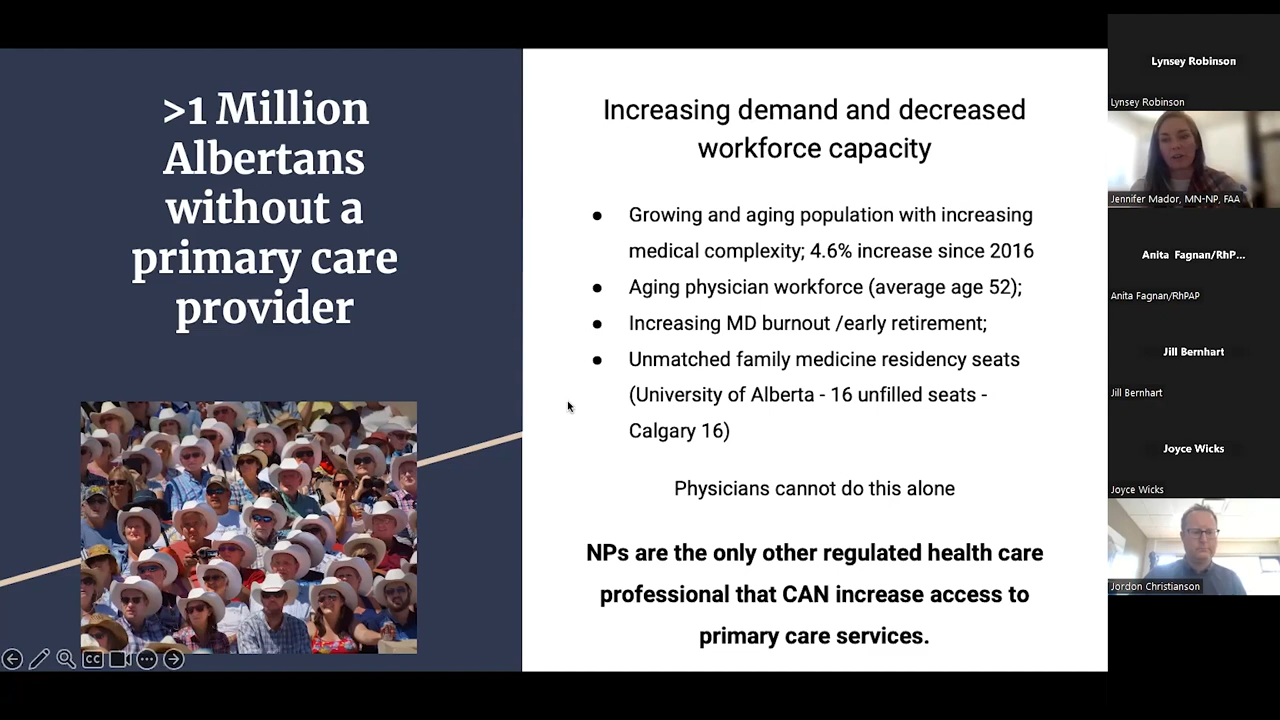 >1 Million
Albertans
without a
primary care
provider
Increasing demand and decreased
workforce capacity
● Growing and aging population with increasing
medical complexity; 4.6% increase since 2016
● Aging physician workforce (average age 52);
● Increasing MD burnout /early retirement;
● Unmatched family medicine residency seats
(University of Alberta - 16 unfilled seats -
Calgary 16)
Physicians cannot do this alone
NPs are the only other regulated health care
professional that CAN increase access to
primary care services.
CC
Lynsey Robinson
Lynsey Robinson
Jennifer Mador, MN-NP, FAA
Anita Fagnan/RhP...
Anita Fagnan/RhPAP
Jill Bernhart
Jill Bernhart
Joyce Wicks
Joyce Wicks
Jordon Christianson